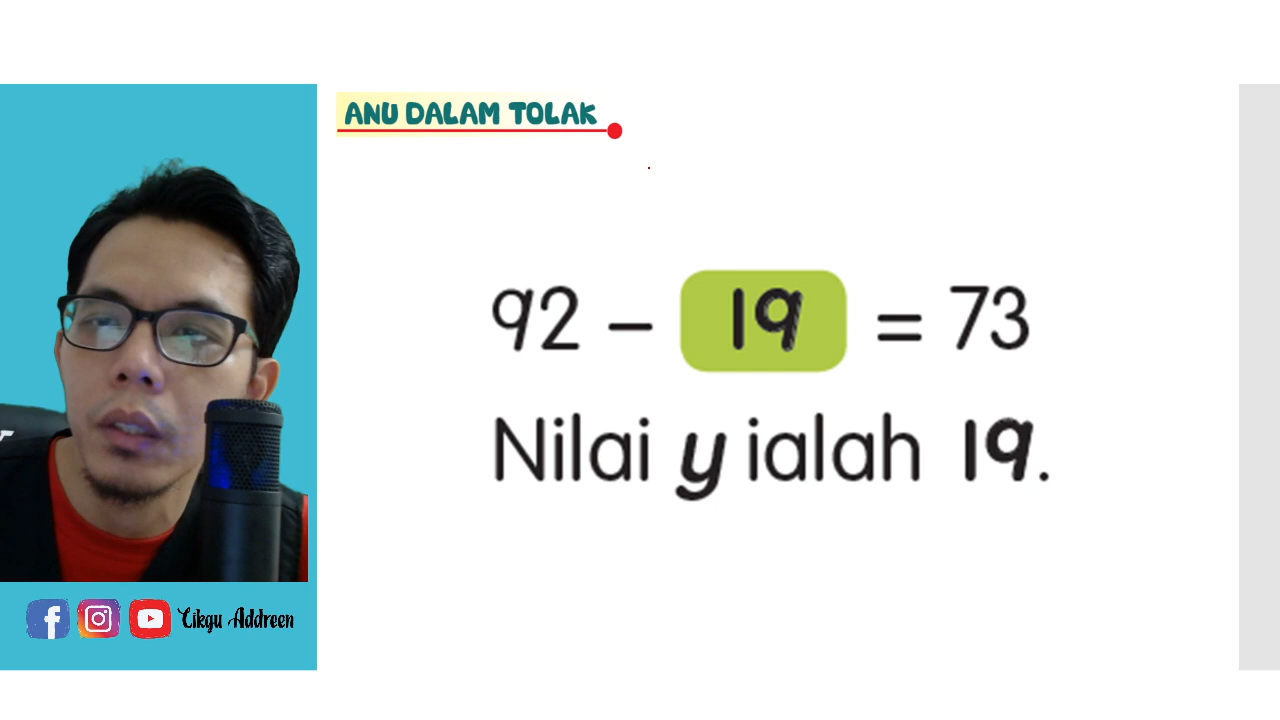 ANU DALAM TOLAK
92 – 19 = 73
Nilai y ialah 19.
Cikgu Addreen